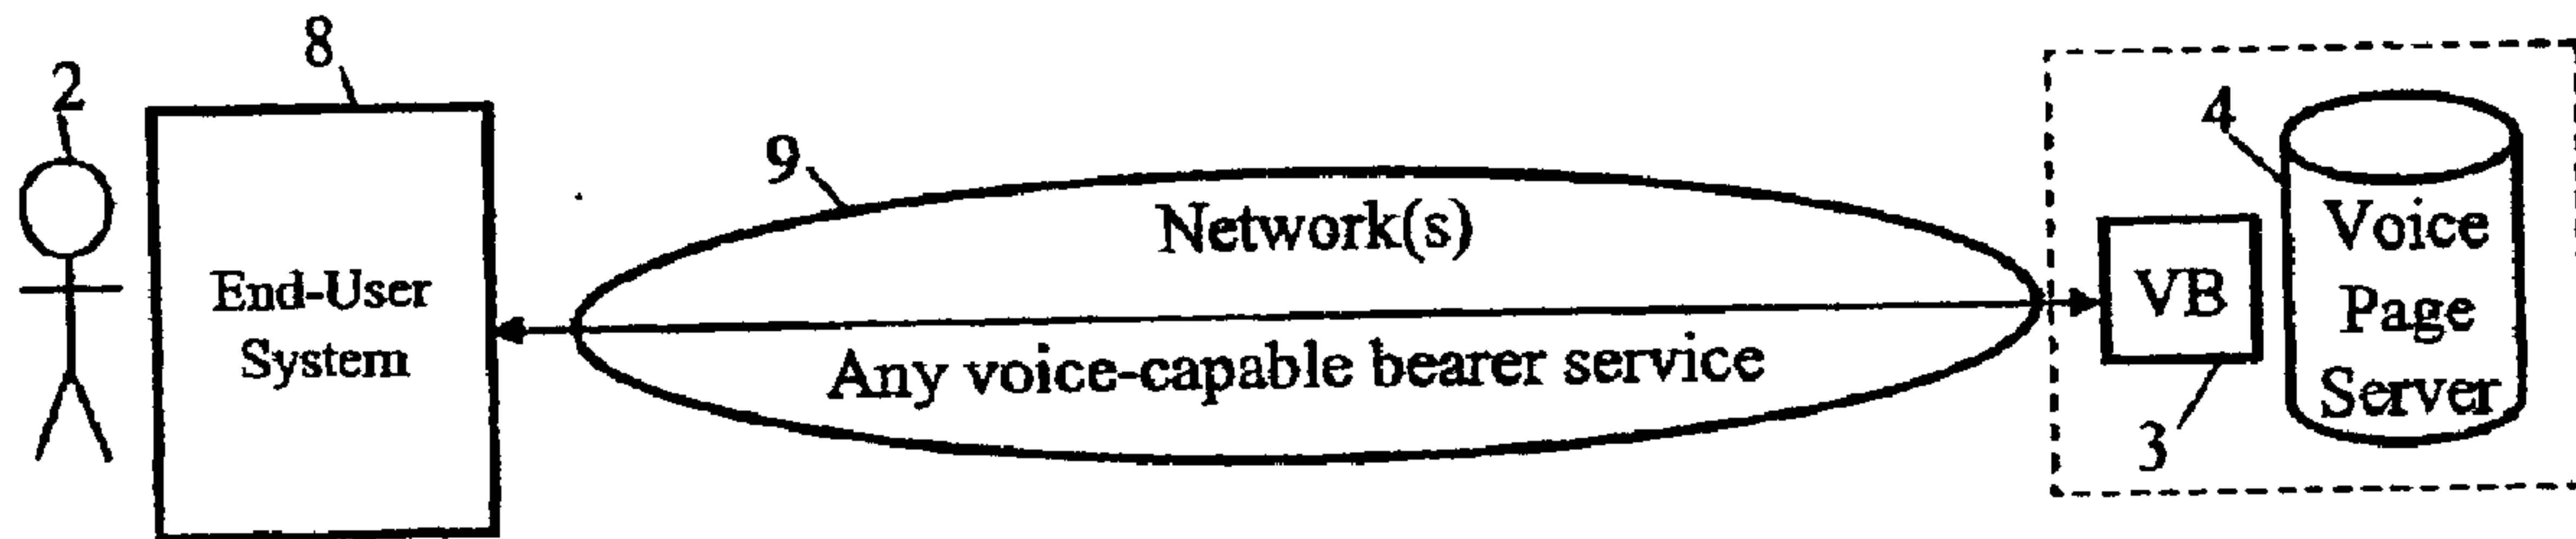 2
8
End-User
System
9
Network(s)
Any voice-capable bearer service
VB
3
4
Voice
Page
Server